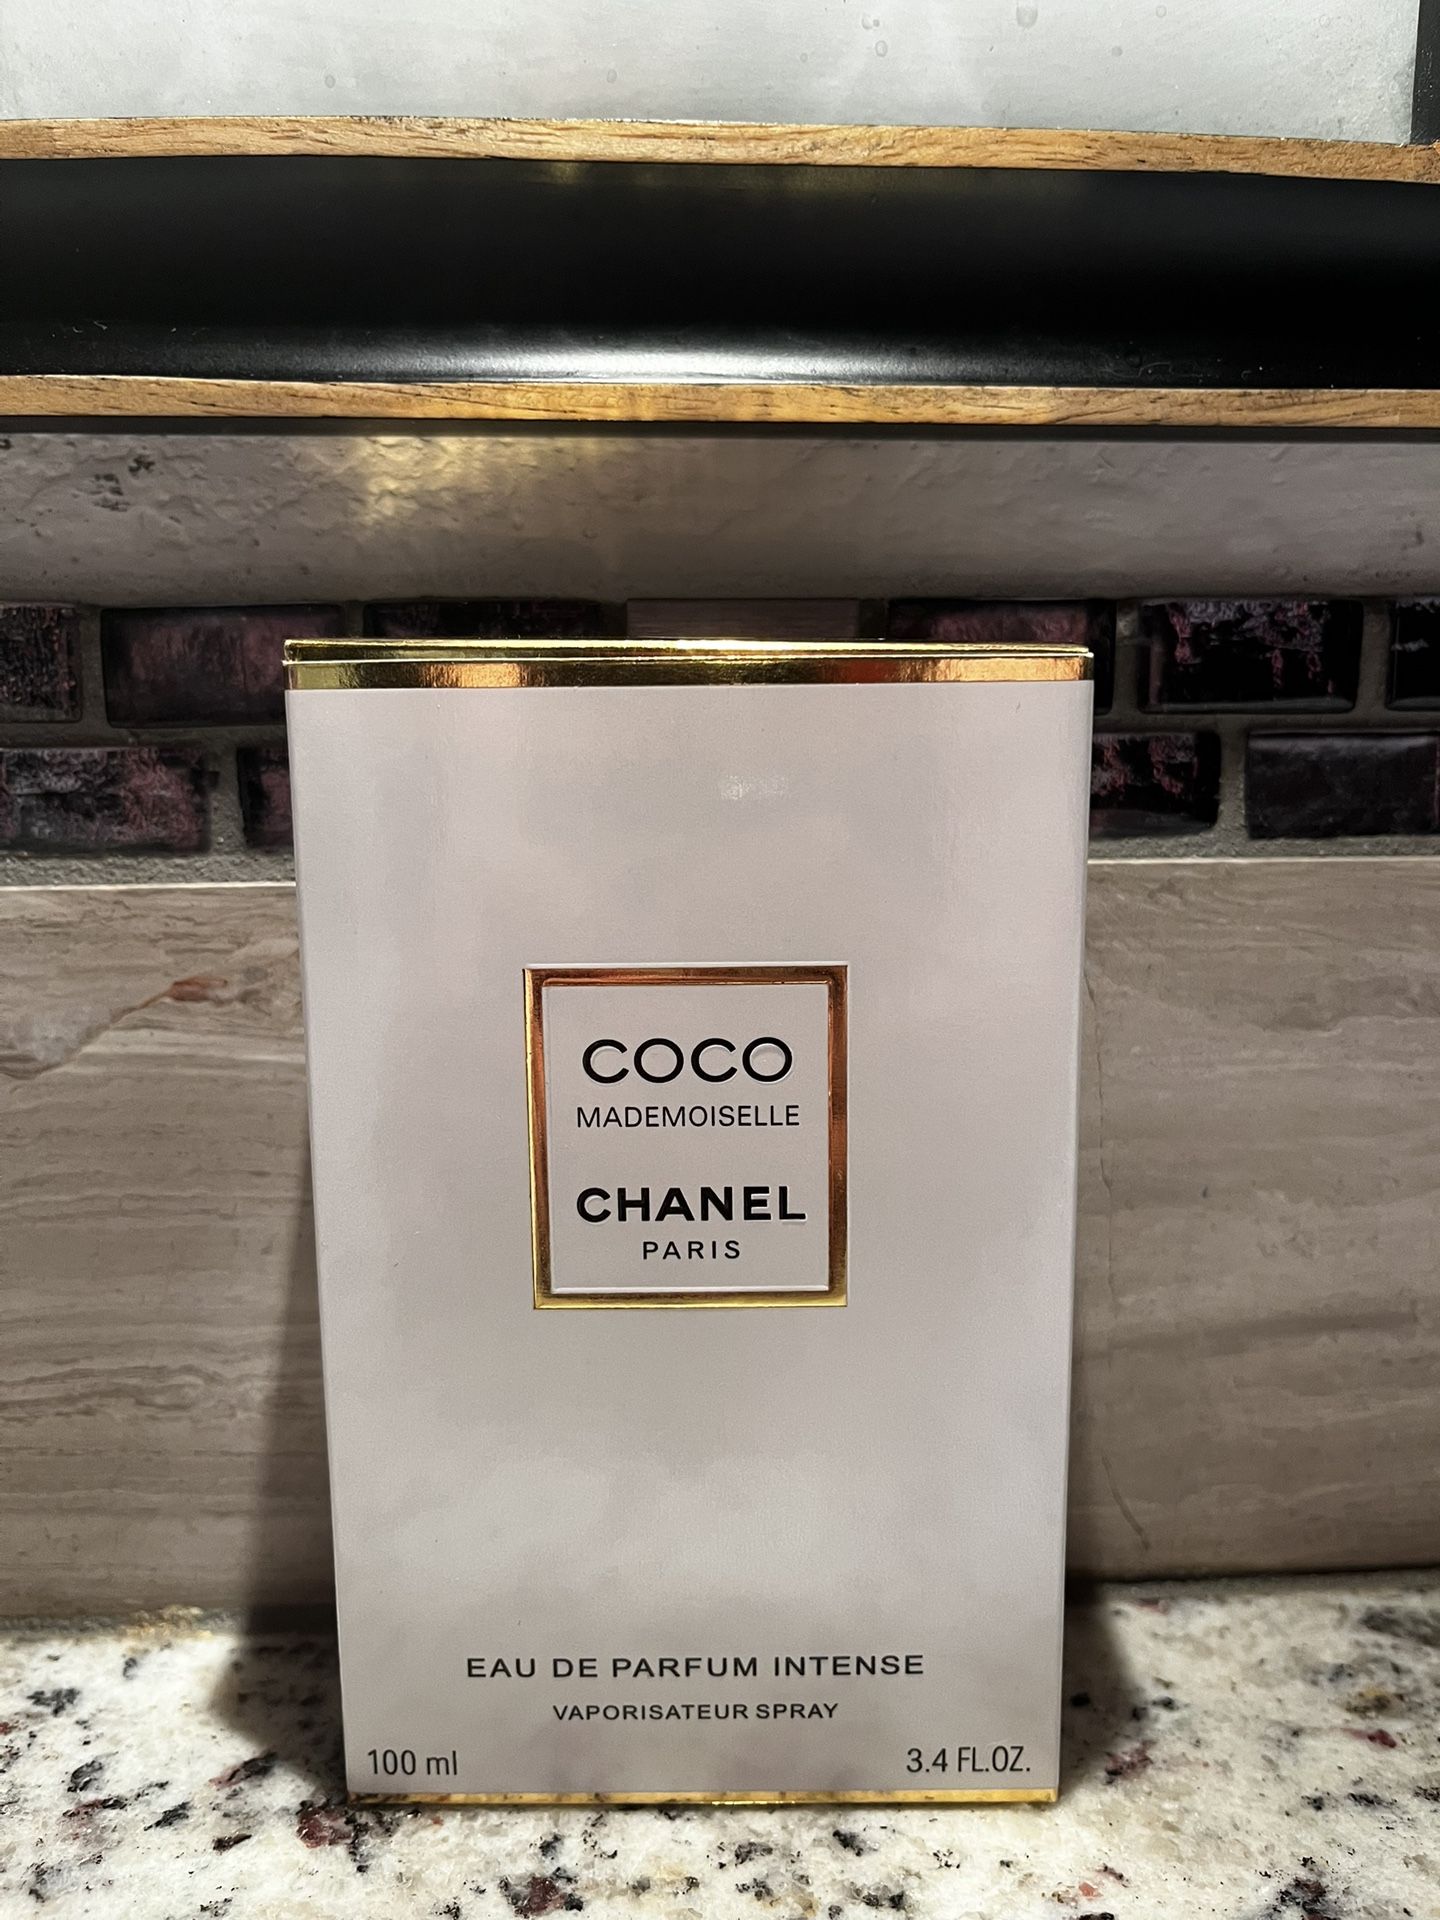 COCO
MADEMOISELLE
CHANEL
PARIS
EAU DE PARFUM INTENSE
VAPORISATEUR SPRAY
100 ml 3.4 FL.OZ.